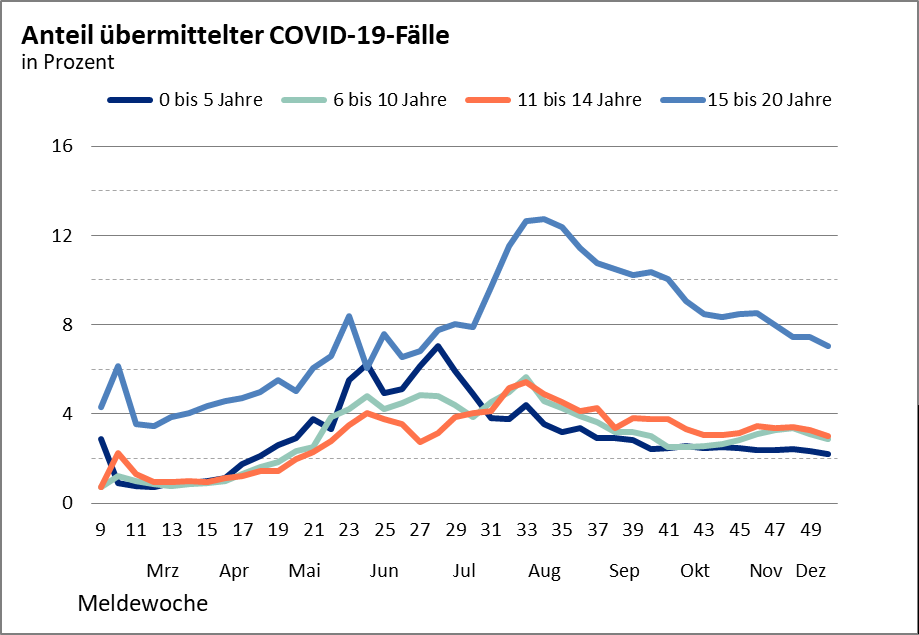 Anteil übermittelter COVID-19-Fälle
in Prozent
0 bis 5 Jahre 6 bis 10 Jahre 11 bis 14 Jahre 15 bis 20 Jahre
16
12
8
4
0
9 11 13 15 17 19 21 23 25 27 29 31 33 35 37 39 41 43 45 47 49
Mrz Apr Mai Jun Jul Aug Sep Okt Nov Dez
Meldewoche